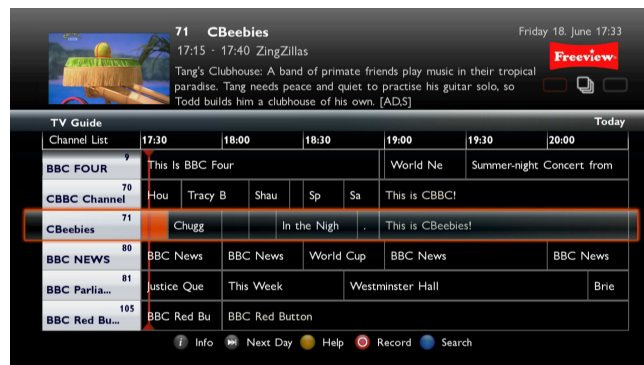 71 CBeebies
Friday 18. June 17:33
17:15 - 17:40 ZingZillas
Freeview
Tang's Clubhouse: A band of primate friends play music in their tropical
paradise. Tang needs peace and quiet to practise his guitar solo, so
Todd builds him a clubhouse of his own. [AD,S]
TV Guide Today
Channel List 17:30 18:00 18:30 19:00 19:30 20:00
BBC FOUR 9 This Is BBC Four World Ne Summer-night Concert from
CBBC Channel 70 Hou Tracy B Shau Sp Sa This is CBBC!
CBeebies 71 Chugg In the Nigh . This is CBeebies!
BBC NEWS 80 BBC News BBC News World Cup BBC News BBC News
BBC Parlia... 81 Justice Que This Week Westminster Hall Brie
BBC Red Bu... 105 BBC Red Bu BBC Red Button
i Info Next Day Help Record Search